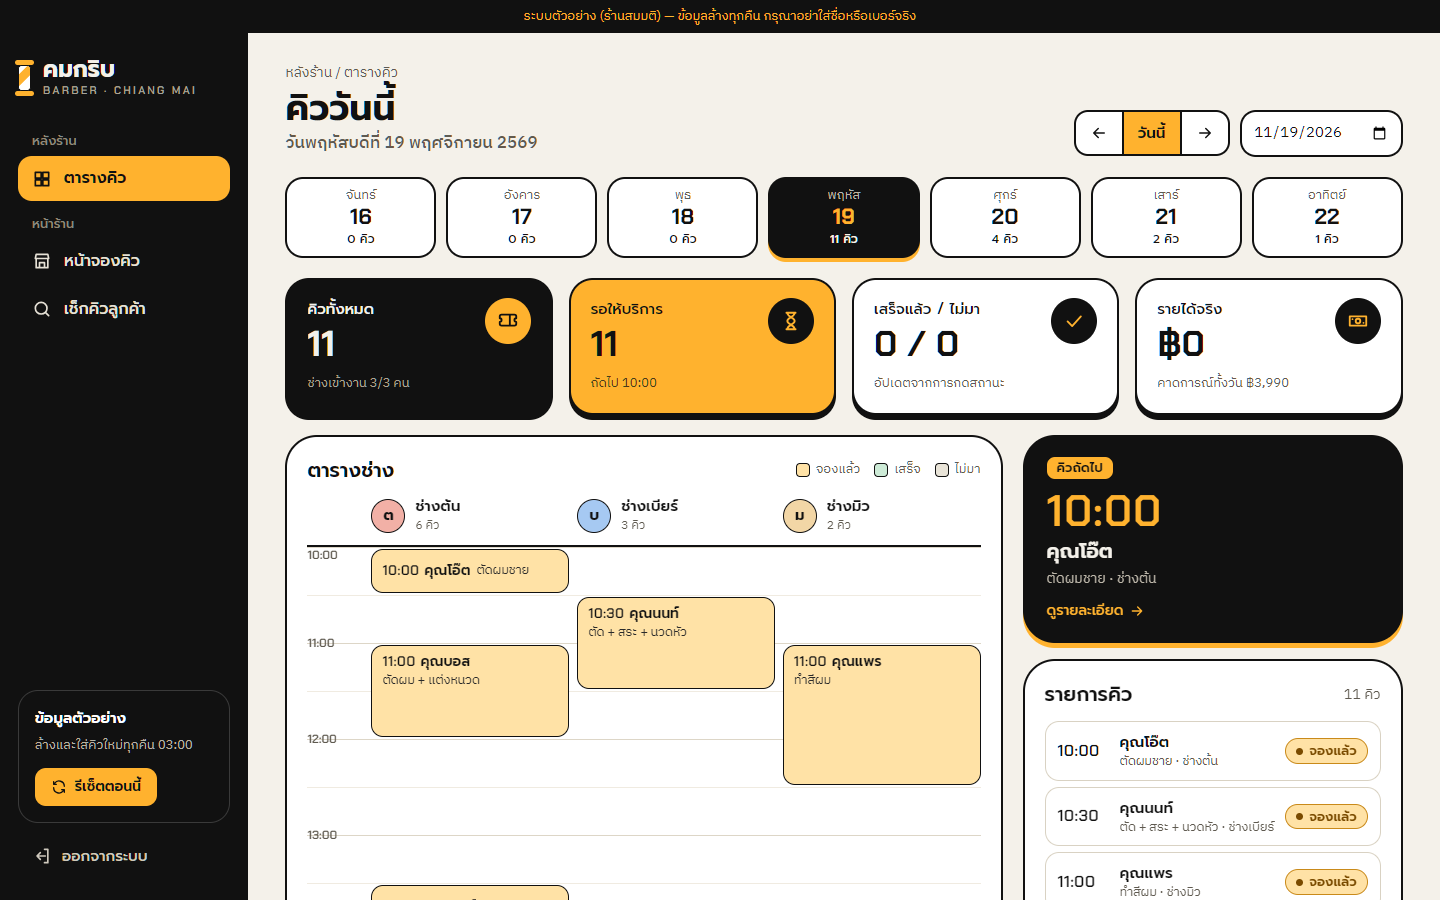 ระบบตัวอย่าง (ร้านสมมติ) — ข้อมูลล้างทุกคืน กรุณาอย่าใส่ชื่อหรือเบอร์จริง
คมกริบ
BARBER · CHIANG MAI
หลังร้าน
ตารางคิว
หน้าร้าน
หน้าจองคิว
เช็กคิวลูกค้า
ข้อมูลตัวอย่าง
ล้างและใส่คิวใหม่ทุกคืน 03:00
รีเซ็ตตอนนี้
ออกจากระบบ
หลังร้าน / ตารางคิว
คิววันนี้
วันพฤหัสบดีที่ 19 พฤศจิกายน 2569
วันนี้
11/19/2026
จันทร์
16
0 คิว
อังคาร
17
0 คิว
พุธ
18
0 คิว
พฤหัส
19
11 คิว
ศุกร์
20
4 คิว
เสาร์
21
2 คิว
อาทิตย์
22
1 คิว
คิวทั้งหมด
11
ช่างเข้างาน 3/3 คน
รอให้บริการ
11
ถัดไป 10:00
เสร็จแล้ว / ไม่มา
0 / 0
อัปเดตจากการกดสถานะ
รายได้จริง
฿0
คาดการณ์ทั้งวัน ฿3,990
ตารางช่าง
จองแล้ว
เสร็จ
ไม่มา
ต
ช่างต้น
6 คิว
บ
ช่างเบียร์
3 คิว
ม
ช่างมิว
2 คิว
10:00
10:00 คุณโอ๊ต ตัดผมชาย
10:30 คุณนนท์
ตัด + สระ + นวดหัว
11:00
11:00 คุณบอส
ตัดผม + แต่งหนวด
11:00 คุณแพร
ทำสีผม
12:00
13:00
คิวถัดไป
10:00
คุณโอ๊ต
ตัดผมชาย · ช่างต้น
ดูรายละเอียด →
รายการคิว
11 คิว
10:00
คุณโอ๊ต
ตัดผมชาย · ช่างต้น
จองแล้ว
10:30
คุณนนท์
ตัด + สระ + นวดหัว · ช่างเบียร์
จองแล้ว
11:00
คุณแพร
ทำสีผม · ช่างมิว
จองแล้ว